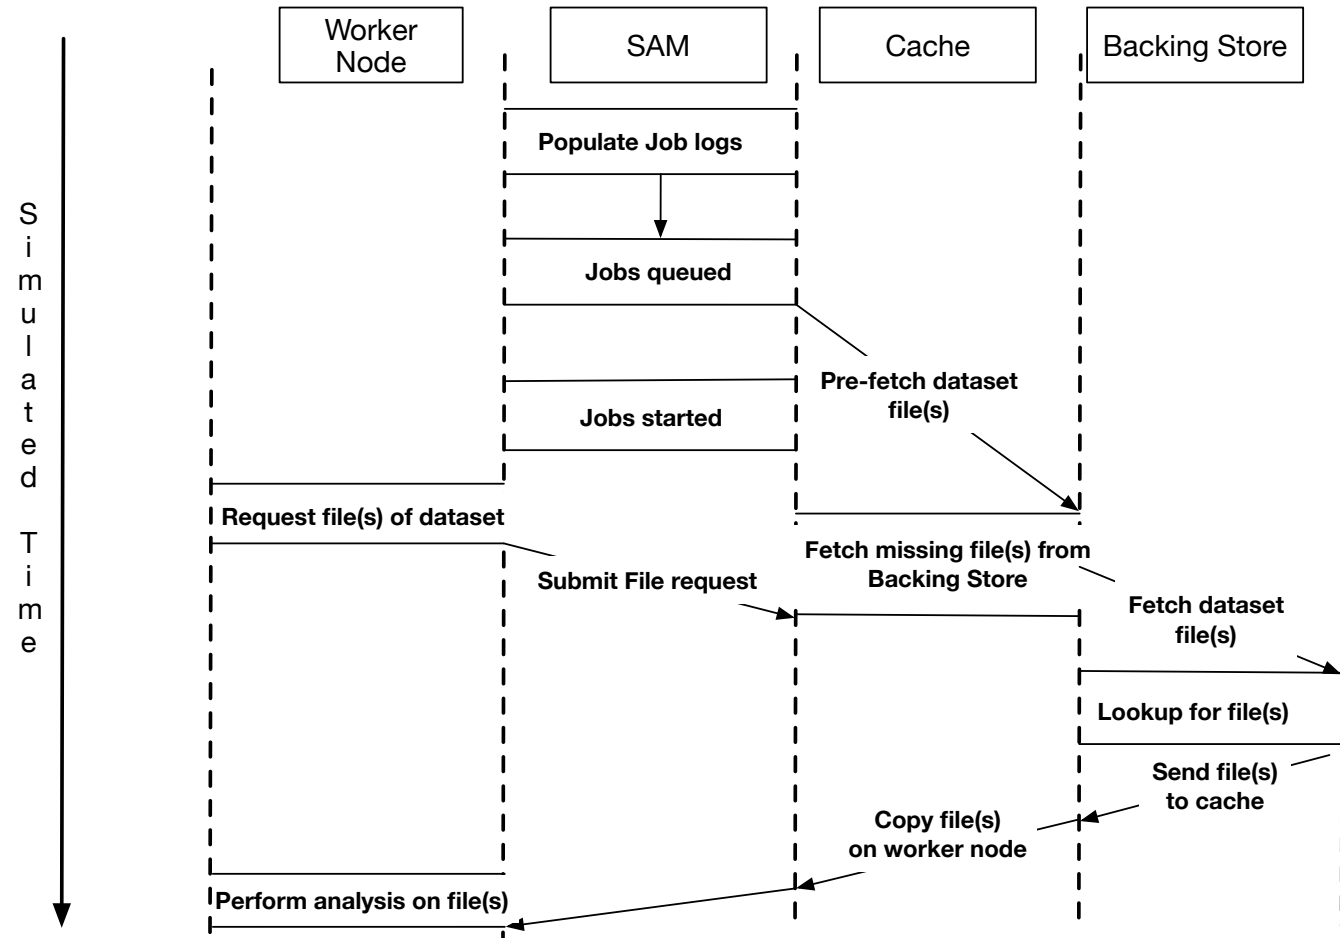 Worker
Node
SAM
Cache
Backing Store
Populate Job logs
Jobs queued
Pre-fetch dataset
file(s)
Jobs started
Request file(s) of dataset
Fetch missing file(s) from
Backing Store
Submit File request
Fetch dataset
file(s)
Lookup for file(s)
Send file(s)
to cache
Copy file(s)
on worker node
Perform analysis on file(s)
Simulated Time